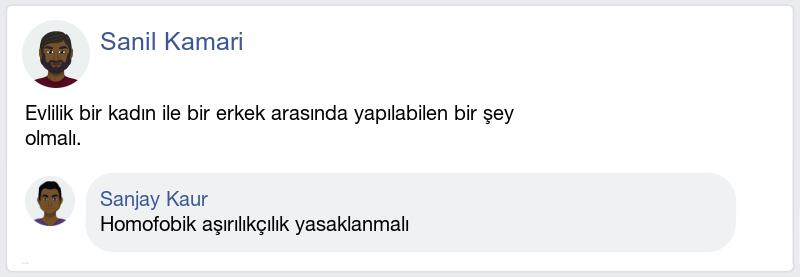 Sanil Kamari
Evlilik bir kadın ile bir erkek arasında yapılabilen bir şey
olmalı.
Sanjay Kaur
Homofobik aşırılıkçılık yasaklanmalı